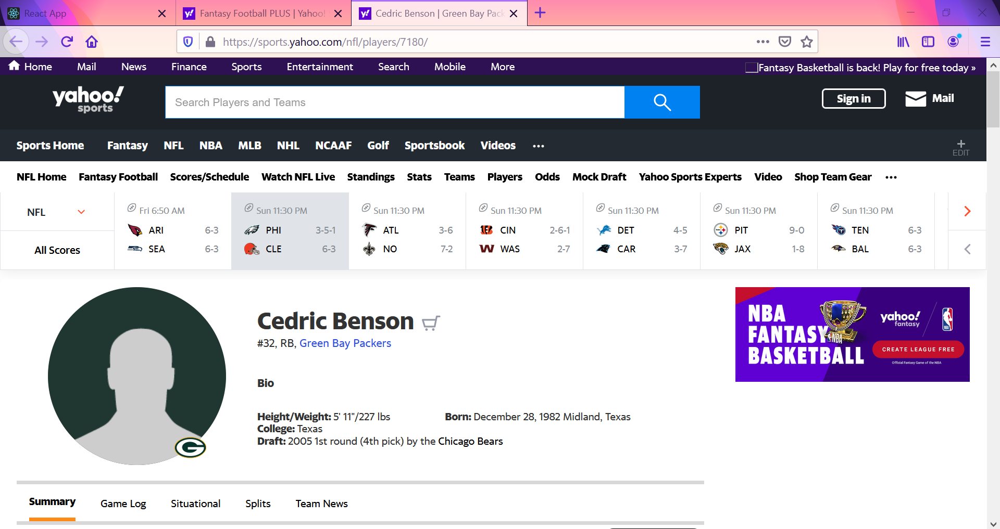 React App
Fantasy Football PLUS | Yahoo!
Cedric Benson | Green Bay Pack
https://sports.yahoo.com/nfl/players/7180/
Home Mail News Finance Sports Entertainment Search Mobile More
Fantasy Basketball is back! Play for free today »
yahoo!
sports
Search Players and Teams
Sign in
Mail
Sports Home Fantasy NFL NBA MLB NHL NCAAF Golf Sportsbook Videos •••
+
EDIT
NFL Home Fantasy Football Scores/Schedule Watch NFL Live Standings Stats Teams Players Odds Mock Draft Yahoo Sports Experts Video Shop Team Gear •••
NFL
All Scores
Fri 6:50 AM
ARI 6-3
SEA 6-3
Sun 11:30 PM
PHI 3-5-1
CLE 6-3
Sun 11:30 PM
ATL 3-6
NO 7-2
Sun 11:30 PM
CIN 2-6-1
WAS 2-7
Sun 11:30 PM
DET 4-5
CAR 3-7
Sun 11:30 PM
PIT 9-0
JAX 1-8
Sun 11:30 PM
TEN 6-3
BAL 6-3
Cedric Benson
#32, RB, Green Bay Packers
Bio
Height/Weight: 5' 11"/227 lbs
Born: December 28, 1982 Midland, Texas
College: Texas
Draft: 2005 1st round (4th pick) by the Chicago Bears
G
NBA
FANTASY
BASKETBALL
NBA
yahoo!
fantasy
NBA
CREATE LEAGUE FREE
Official Fantasy Game of the NBA
Summary Game Log Situational Splits Team News